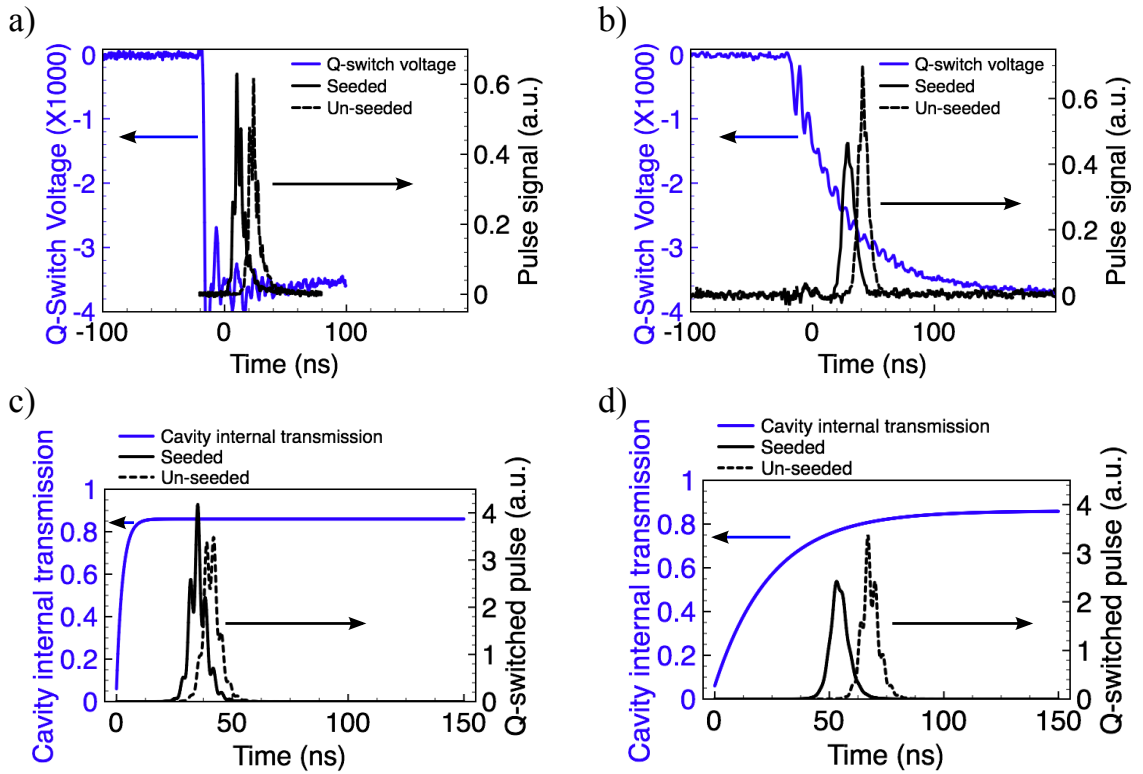 a)
0
-1
-2
-3
-4
Q-Switch Voltage (X1000)
Q-switch voltage
Seeded
Un-seeded
0.6
0.4
0.2
0
Pulse signal (a.u.)
-100
0
100
Time (ns)
b)
0
-1
-2
-3
-4
Q-Switch Voltage (X1000)
Q-switch voltage
Seeded
Un-seeded
0.6
0.4
0.2
0
Pulse signal (a.u.)
-100
0
100
Time (ns)
c)
Cavity internal transmission
Seeded
Un-seeded
1
0.8
0.6
0.4
0.2
0
Cavity internal transmission
4
3
2
1
0
Q-switched pulse (a.u.)
0
50
100
150
Time (ns)
d)
Cavity internal transmission
Seeded
Un-seeded
1
0.8
0.6
0.4
0.2
0
Cavity internal transmission
4
3
2
1
0
Q-switched pulse (a.u.)
0
50
100
150
Time (ns)